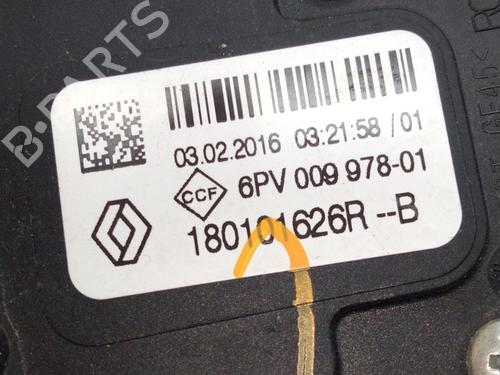 03.02.2016 03:21:58 /01
CCF 6PV 009 978-01
180101626R --B
B-PARTS